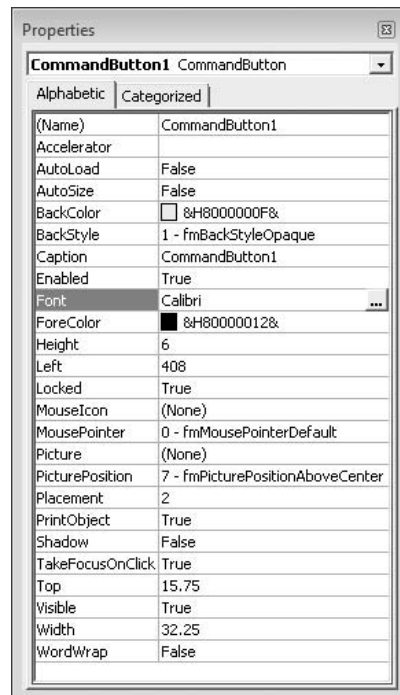 Properties
CommandButton1 CommandButton
Alphabetic Categorized
(Name) CommandButton1
Accelerator
AutoLoad False
AutoSize False
BackColor &H8000000F&
BackStyle 1 - fmBackStyleOpaque
Caption CommandButton1
Enabled True
Font Calibri ...
ForeColor &H80000012&
Height 6
Left 408
Locked True
MouseIcon (None)
MousePointer 0 - fmMousePointerDefault
Picture (None)
PicturePosition 7 - fmPicturePositionAboveCenter
Placement 2
PrintObject True
Shadow False
TakeFocusOnClick True
Top 15.75
Visible True
Width 32.25
WordWrap False